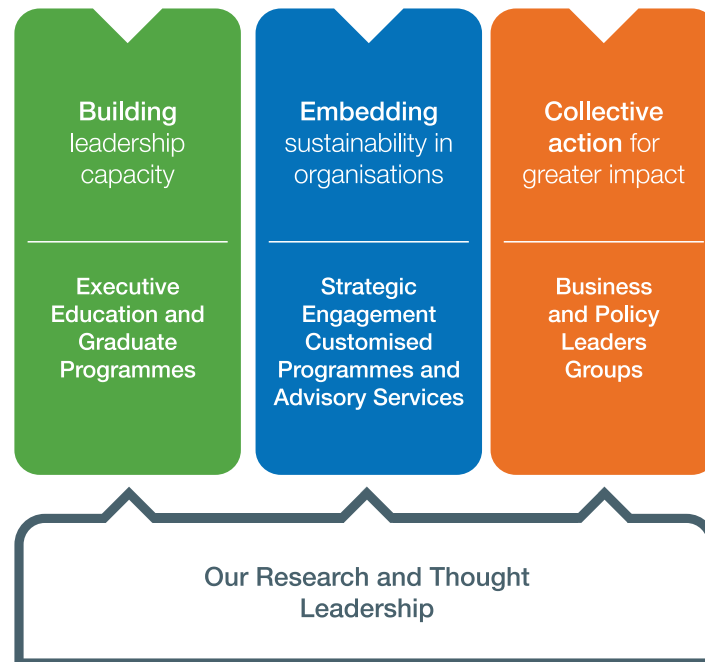 Building
leadership
capacity
Executive
Education and
Graduate
Programmes
Embedding
sustainability in
organisations
Strategic
Engagement
Customised
Programmes and
Advisory Services
Collective
action for
greater impact
Business
and Policy
Leaders
Groups
Our Research and Thought
Leadership